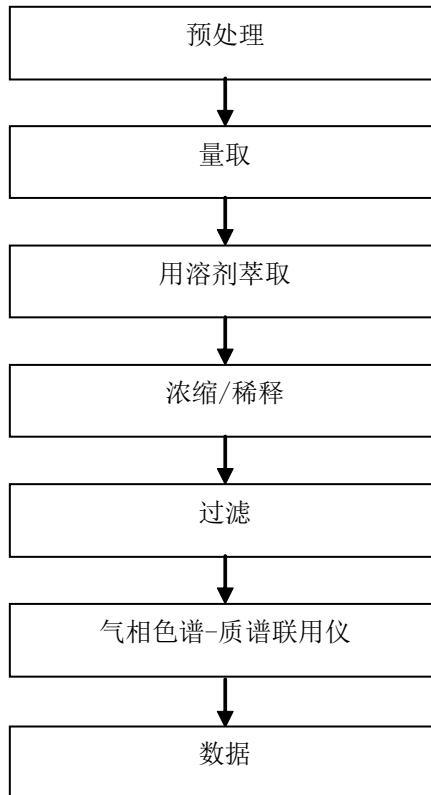 预处理
量取
用溶剂萃取
浓缩/稀释
过滤
气相色谱-质谱联用仪
数据